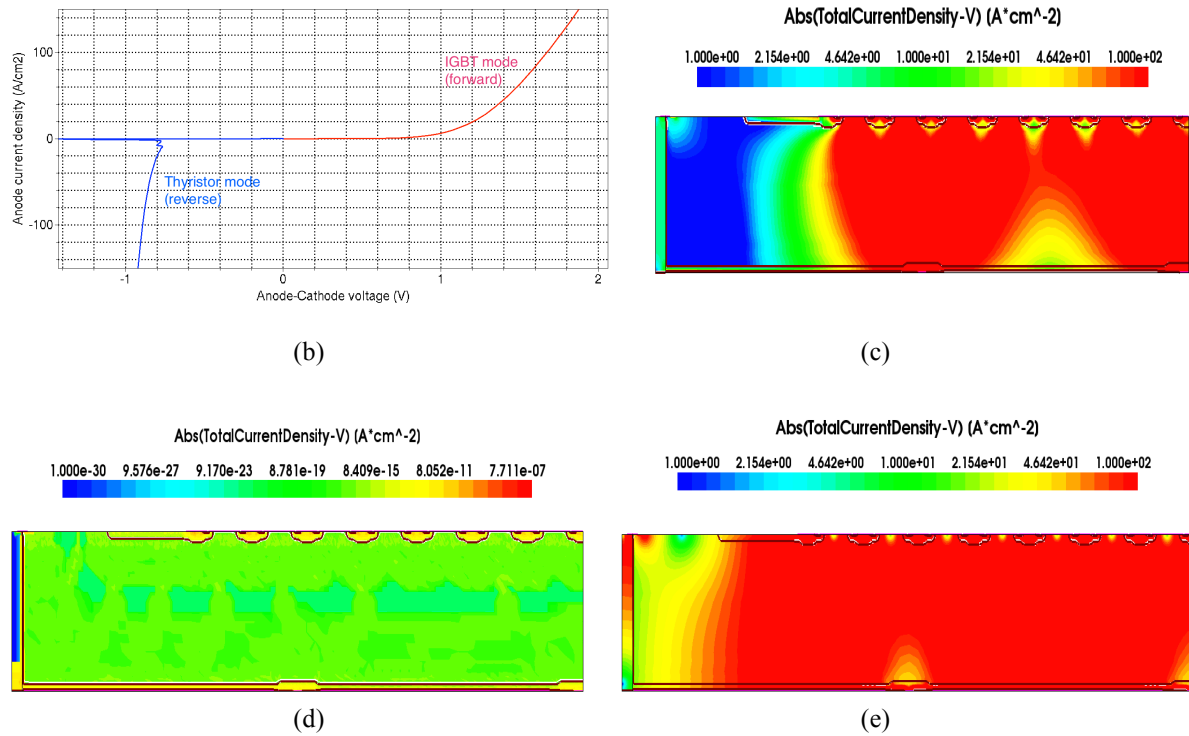 100
0
-100
Anode current density (A/cm2)
IGBT mode
(forward)
Thyristor mode
(reverse)
-1
0
1
2
Anode-Cathode voltage (V)
(b)
Abs(TotalCurrentDensity-V) (A*cm^-2)
1.000e+00 2.154e+00 4.642e+00 1.000e+01 2.154e+01 4.642e+01 1.000e+02
(c)
Abs(TotalCurrentDensity-V) (A*cm^-2)
1.000e-30 9.576e-27 9.170e-23 8.781e-19 8.409e-15 8.052e-11 7.711e-07
(d)
Abs(TotalCurrentDensity-V) (A*cm^-2)
1.000e+00 2.154e+00 4.642e+00 1.000e+01 2.154e+01 4.642e+01 1.000e+02
(e)